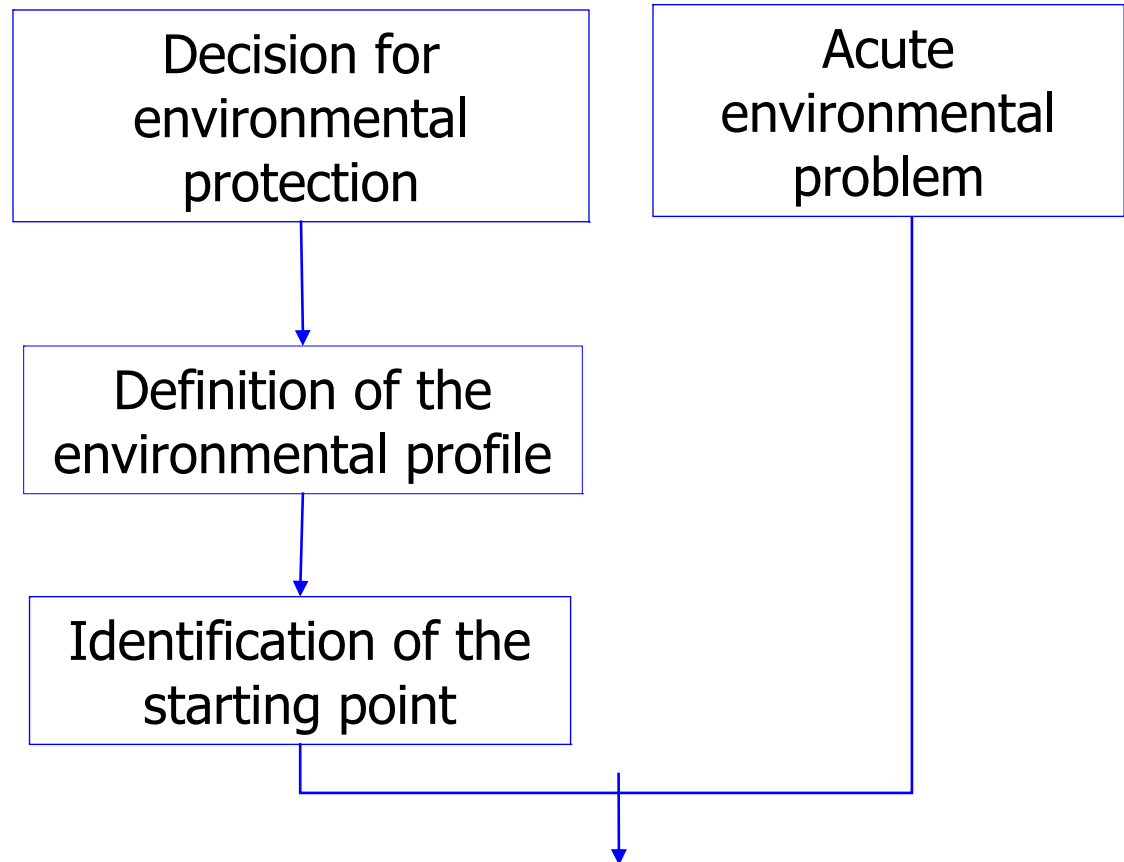 Decision for
environmental
protection
Acute
environmental
problem
Definition of the
environmental profile
Identification of the
starting point